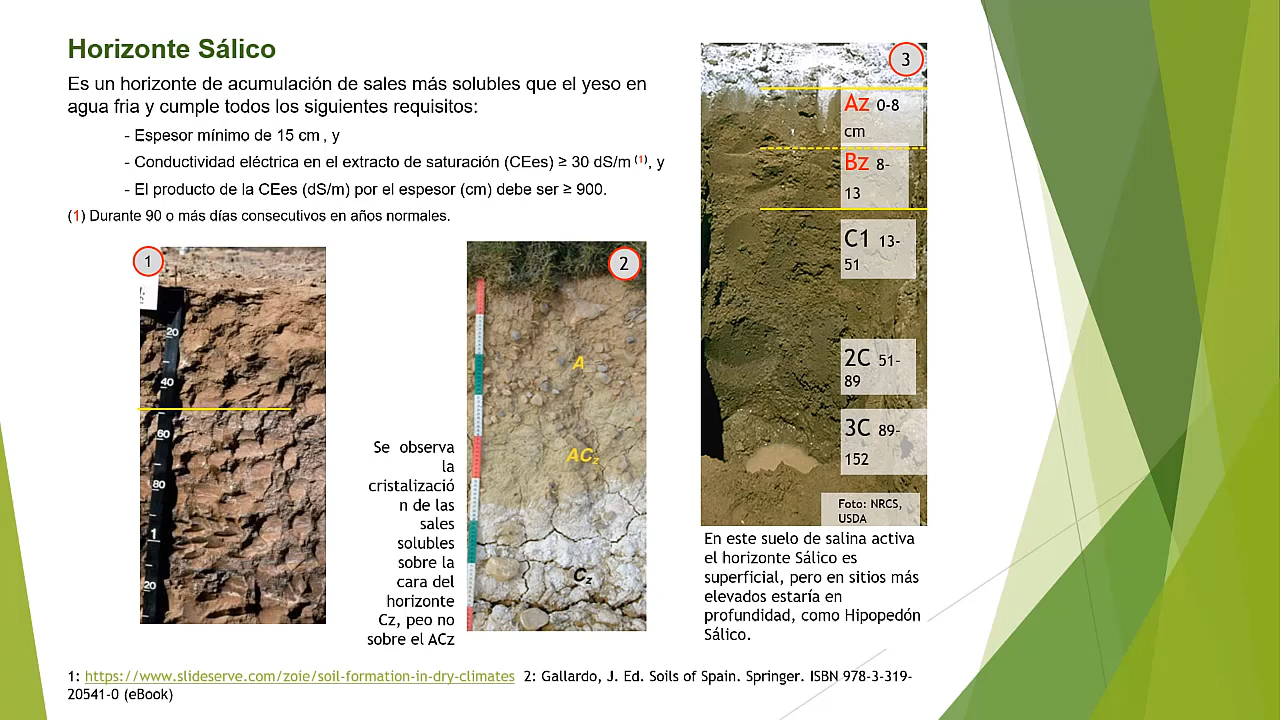 Horizonte Sálico
Es un horizonte de acumulación de sales más solubles que el yeso en
agua fria y cumple todos los siguientes requisitos:
- Espesor mínimo de 15 cm , y
- Conductividad eléctrica en el extracto de saturación (CEes) ≥ 30 dS/m (1), y
- El producto de la CEes (dS/m) por el espesor (cm) debe ser ≥ 900.
(1) Durante 90 o más días consecutivos en años normales.
1
20
40
60
80
1
20
Se observa
la
cristalizació
n de las
sales
solubles
sobre la
cara del
horizonte
Cz, peo no
sobre el ACz
2
A
ACz
Cz
3
Az 0-8
cm
Bz 8-
13
C1 13-
51
2C 51-
89
3C 89-
152
Foto: NRCS,
USDA
En este suelo de salina activa
el horizonte Sálico es
superficial, pero en sitios más
elevados estaría en
profundidad, como Hipopedón
Sálico.
1: https://www.slideserve.com/zoie/soil-formation-in-dry-climates 2: Gallardo, J. Ed. Soils of Spain. Springer. ISBN 978-3-319-
20541-0 (eBook)